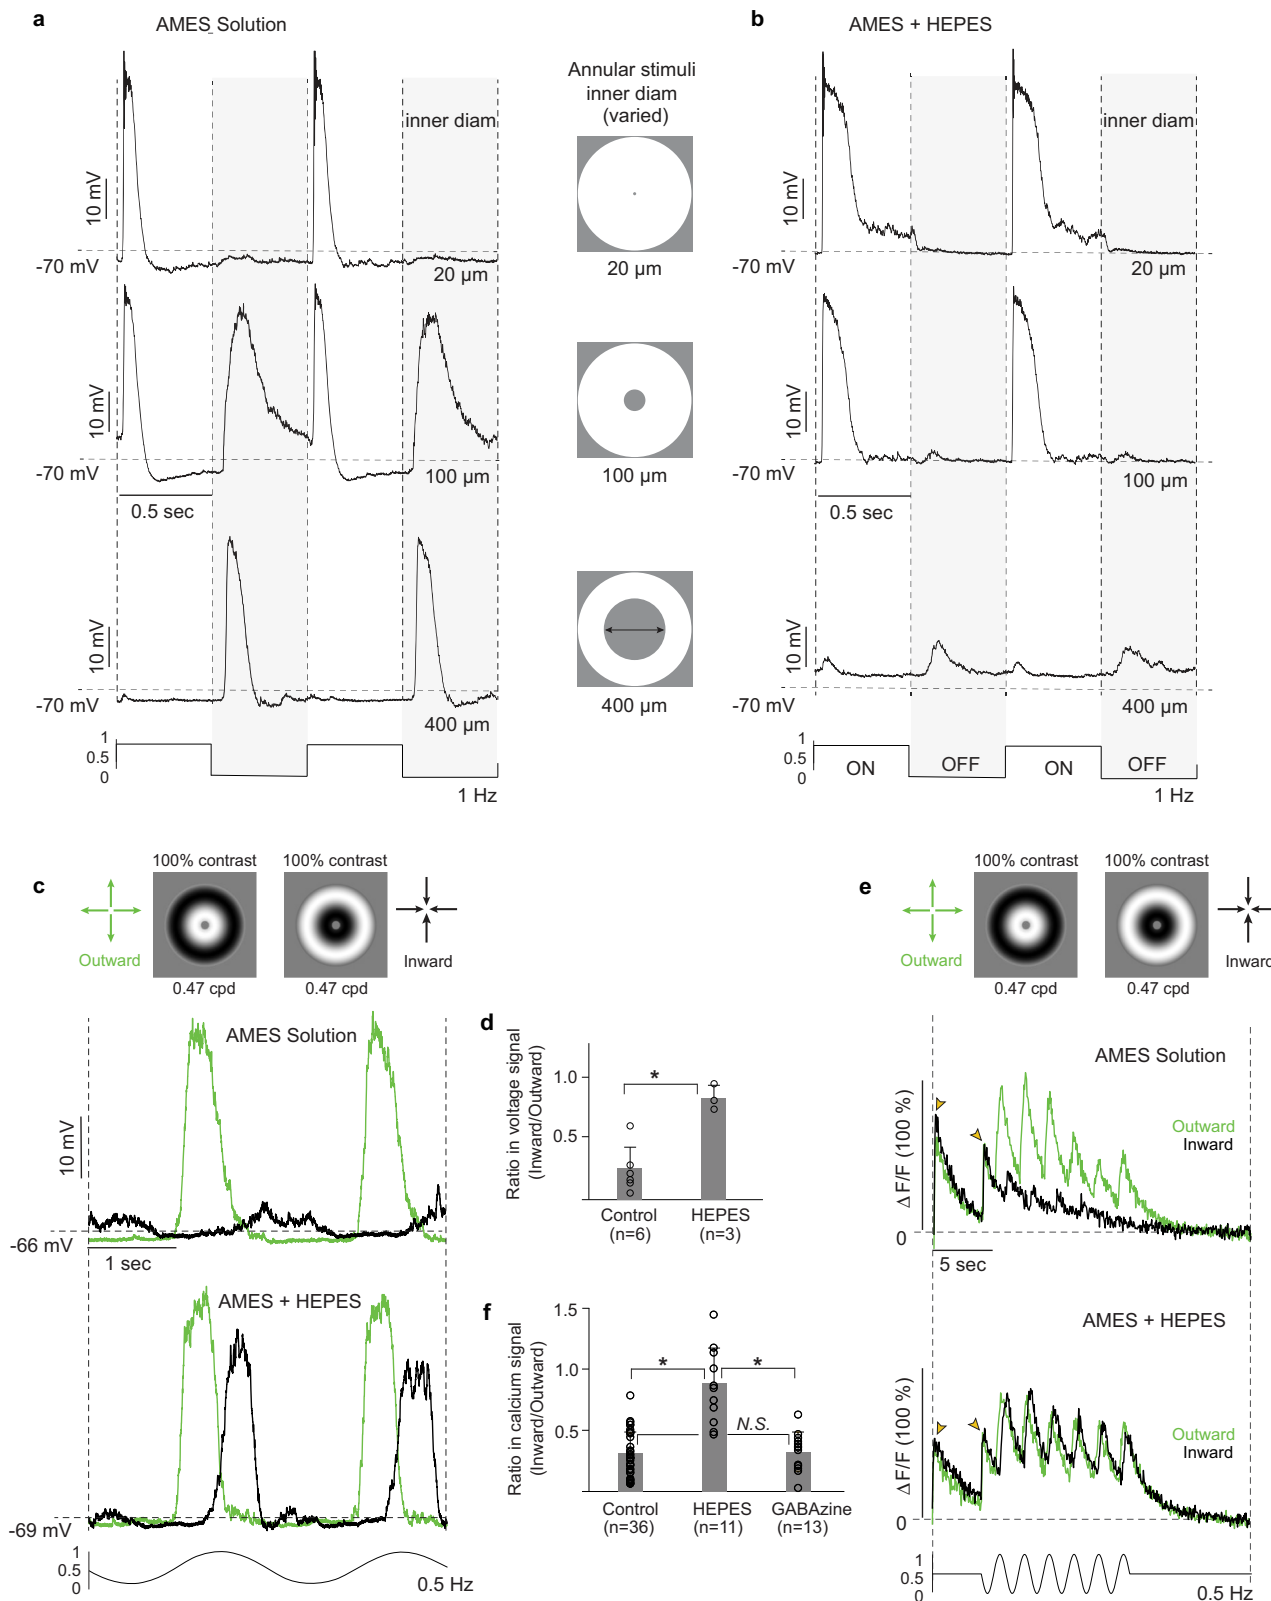 a
AMES Solution
Annular stimuli
inner diam
(varied)
b
AMES + HEPES
inner diam
10 mV
-70 mV
20 µm
20 µm
inner diam
10 mV
-70 mV
20 µm
10 mV
-70 mV
100 µm
0.5 sec
100 µm
10 mV
-70 mV
100 µm
0.5 sec
10 mV
-70 mV
400 µm
400 µm
10 mV
-70 mV
400 µm
1
0.5
0
1 Hz
1
0.5
0
ON
OFF
ON
OFF
1 Hz
c
100% contrast
100% contrast
Outward
Inward
0.47 cpd
0.47 cpd
AMES Solution
10 mV
-66 mV
1 sec
AMES + HEPES
-69 mV
1
0.5
0
0.5 Hz
d
Ratio in voltage signal
(Inward/Outward)
1.0
0.5
*
Control
(n=6)
HEPES
(n=3)
f
Ratio in calcium signal
(Inward/Outward)
1.5
1.0
0.5
*
*
N.S.
Control
(n=36)
HEPES
(n=11)
GABAzine
(n=13)
e
100% contrast
100% contrast
Outward
Inward
0.47 cpd
0.47 cpd
AMES Solution
Δ F/F (100 %)
0
Outward
Inward
5 sec
AMES + HEPES
Δ F/F (100 %)
0
Outward
Inward
1
0.5
0
0.5 Hz